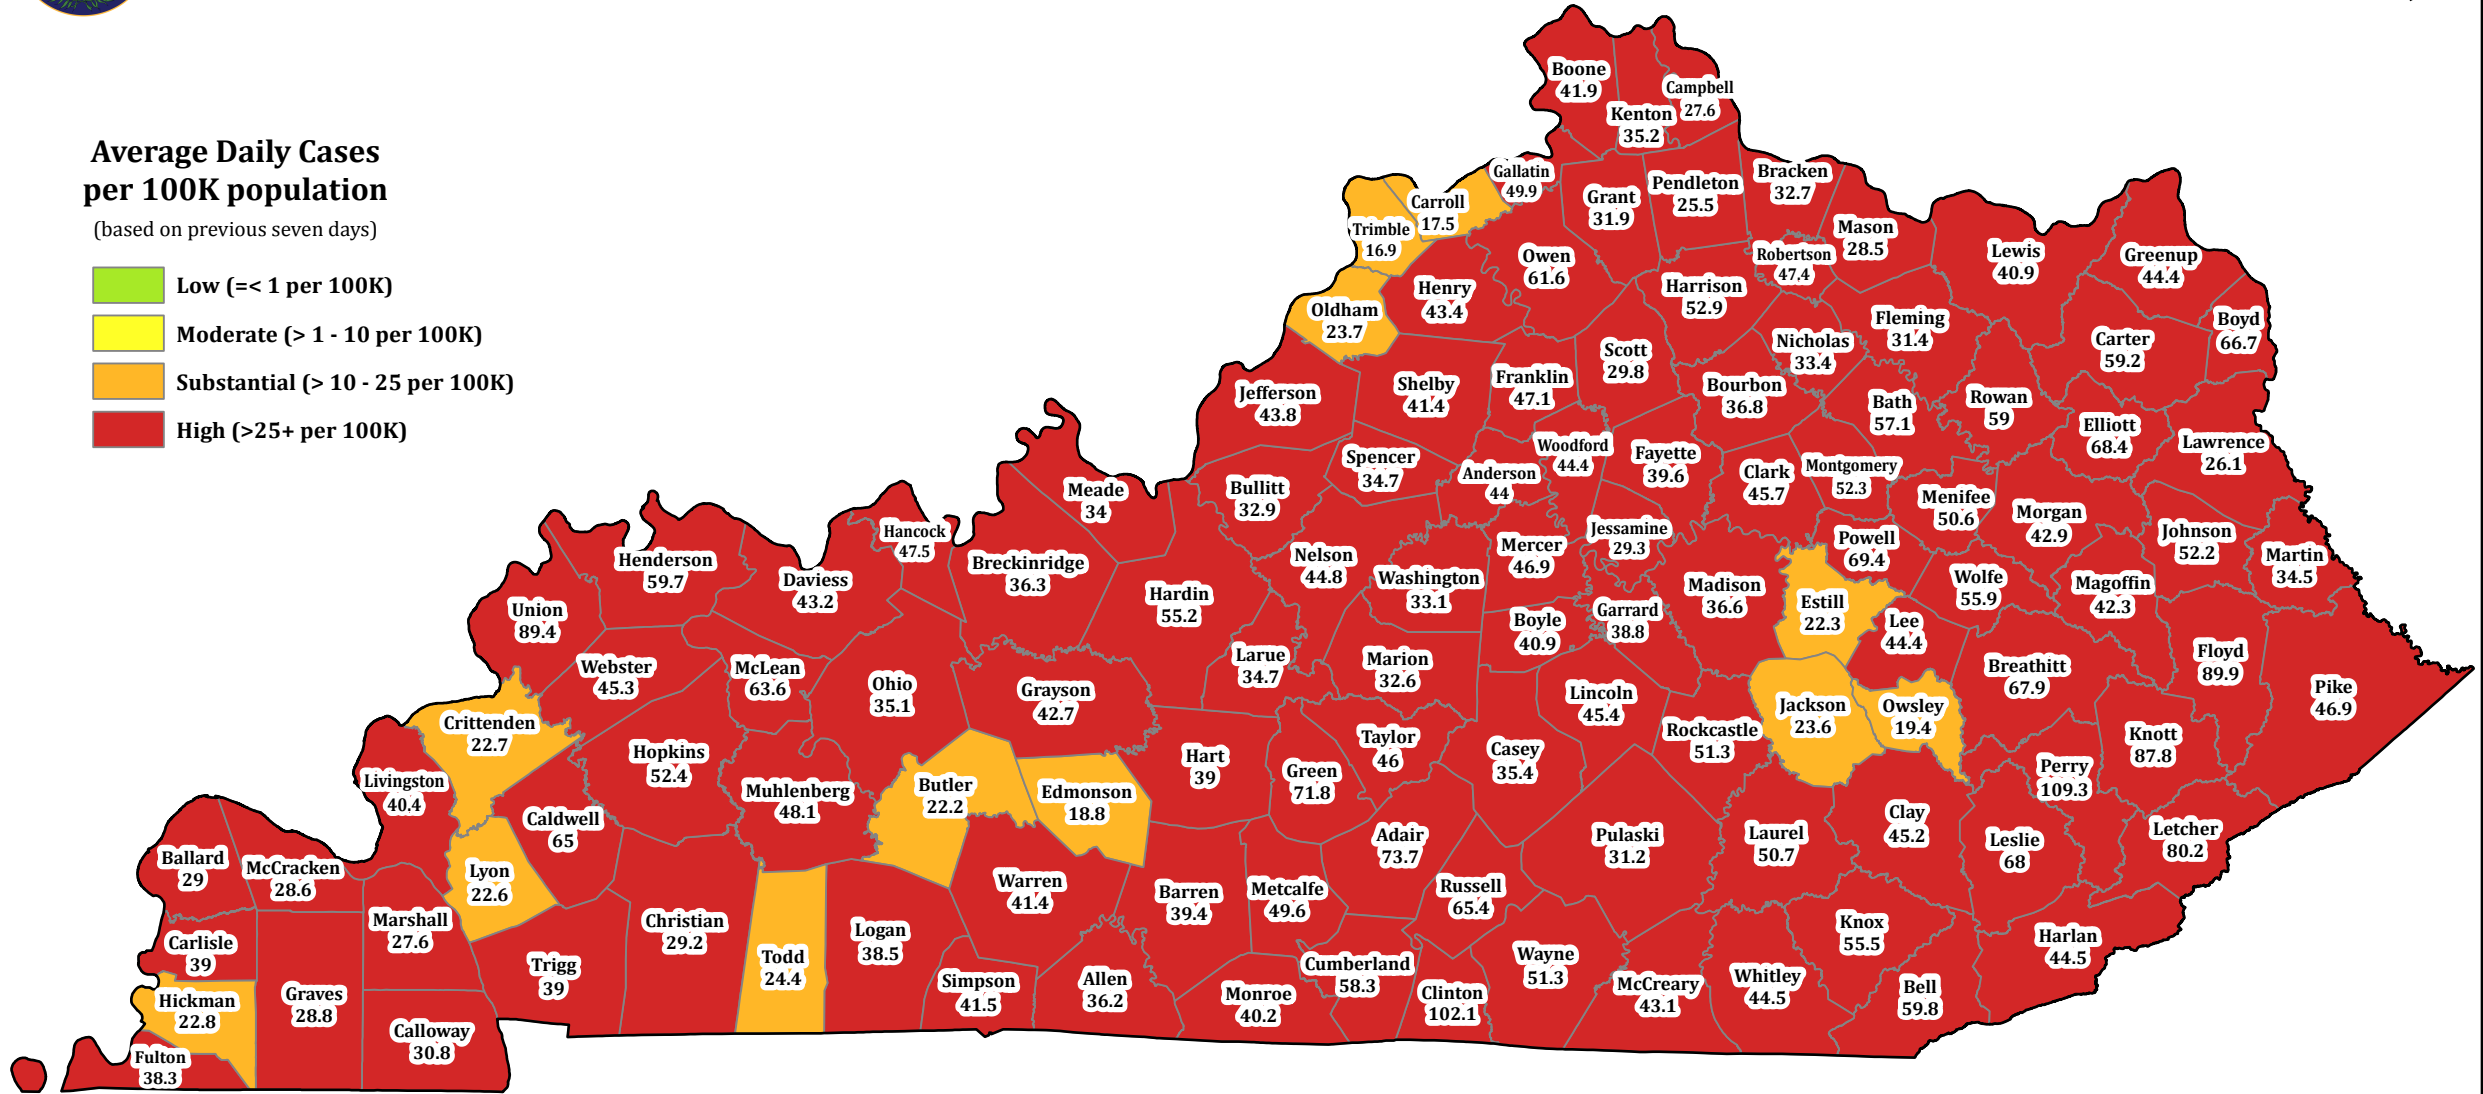 Average Daily Cases
per 100K population
(based on previous seven days)
Low (=< 1 per 100K)
Moderate (> 1 - 10 per 100K)
Substantial (> 10 - 25 per 100K)
High (>25+ per 100K)
Boone
41.9
Campbell
27.6
Kenton
35.2
Gallatin
49.9
Carroll
17.5
Trimble
16.9
Grant
31.9
Pendleton
25.5
Bracken
32.7
Mason
28.5
Robertson
47.4
Lewis
40.9
Greenup
44.4
Owen
61.6
Henry
43.4
Oldham
23.7
Harrison
52.9
Fleming
31.4
Boyd
66.7
Carter
59.2
Nicholas
33.4
Scott
29.8
Franklin
47.1
Shelby
41.4
Jefferson
43.8
Bourbon
36.8
Bath
57.1
Rowan
59
Elliott
68.4
Lawrence
26.1
Woodford
44.4
Fayette
39.6
Spencer
34.7
Anderson
44
Clark
45.7
Montgomery
52.3
Menifee
50.6
Morgan
42.9
Johnson
52.2
Martin
34.5
Bullitt
32.9
Meade
34
Hancock
47.5
Breckinridge
36.3
Henderson
59.7
Daviess
43.2
Union
89.4
Hardin
55.2
Nelson
44.8
Washington
33.1
Mercer
46.9
Jessamine
29.3
Powell
69.4
Madison
36.6
Estill
22.3
Wolfe
55.9
Magoffin
42.3
Garrard
38.8
Boyle
40.9
Lee
44.4
Breathitt
67.9
Floyd
89.9
Pike
46.9
Larue
34.7
Marion
32.6
Lincoln
45.4
Jackson
23.6
Owsley
19.4
Rockcastle
51.3
Webster
45.3
McLean
63.6
Ohio
35.1
Grayson
42.7
Crittenden
22.7
Hopkins
52.4
Livingston
40.4
Muhlenberg
48.1
Butler
22.2
Edmonson
18.8
Hart
39
Green
71.8
Taylor
46
Casey
35.4
Knott
87.8
Perry
109.3
Clay
45.2
Leslie
68
Letcher
80.2
Laurel
50.7
Pulaski
31.2
Adair
73.7
Caldwell
65
Ballard
29
McCracken
28.6
Lyon
22.6
Marshall
27.6
Christian
29.2
Todd
24.4
Logan
38.5
Warren
41.4
Barren
39.4
Metcalfe
49.6
Russell
65.4
Knox
55.5
Harlan
44.5
Carlisle
39
Hickman
22.8
Graves
28.8
Trigg
39
Simpson
41.5
Allen
36.2
Monroe
40.2
Cumberland
58.3
Clinton
102.1
Wayne
51.3
McCreary
43.1
Whitley
44.5
Bell
59.8
Calloway
30.8
Fulton
38.3